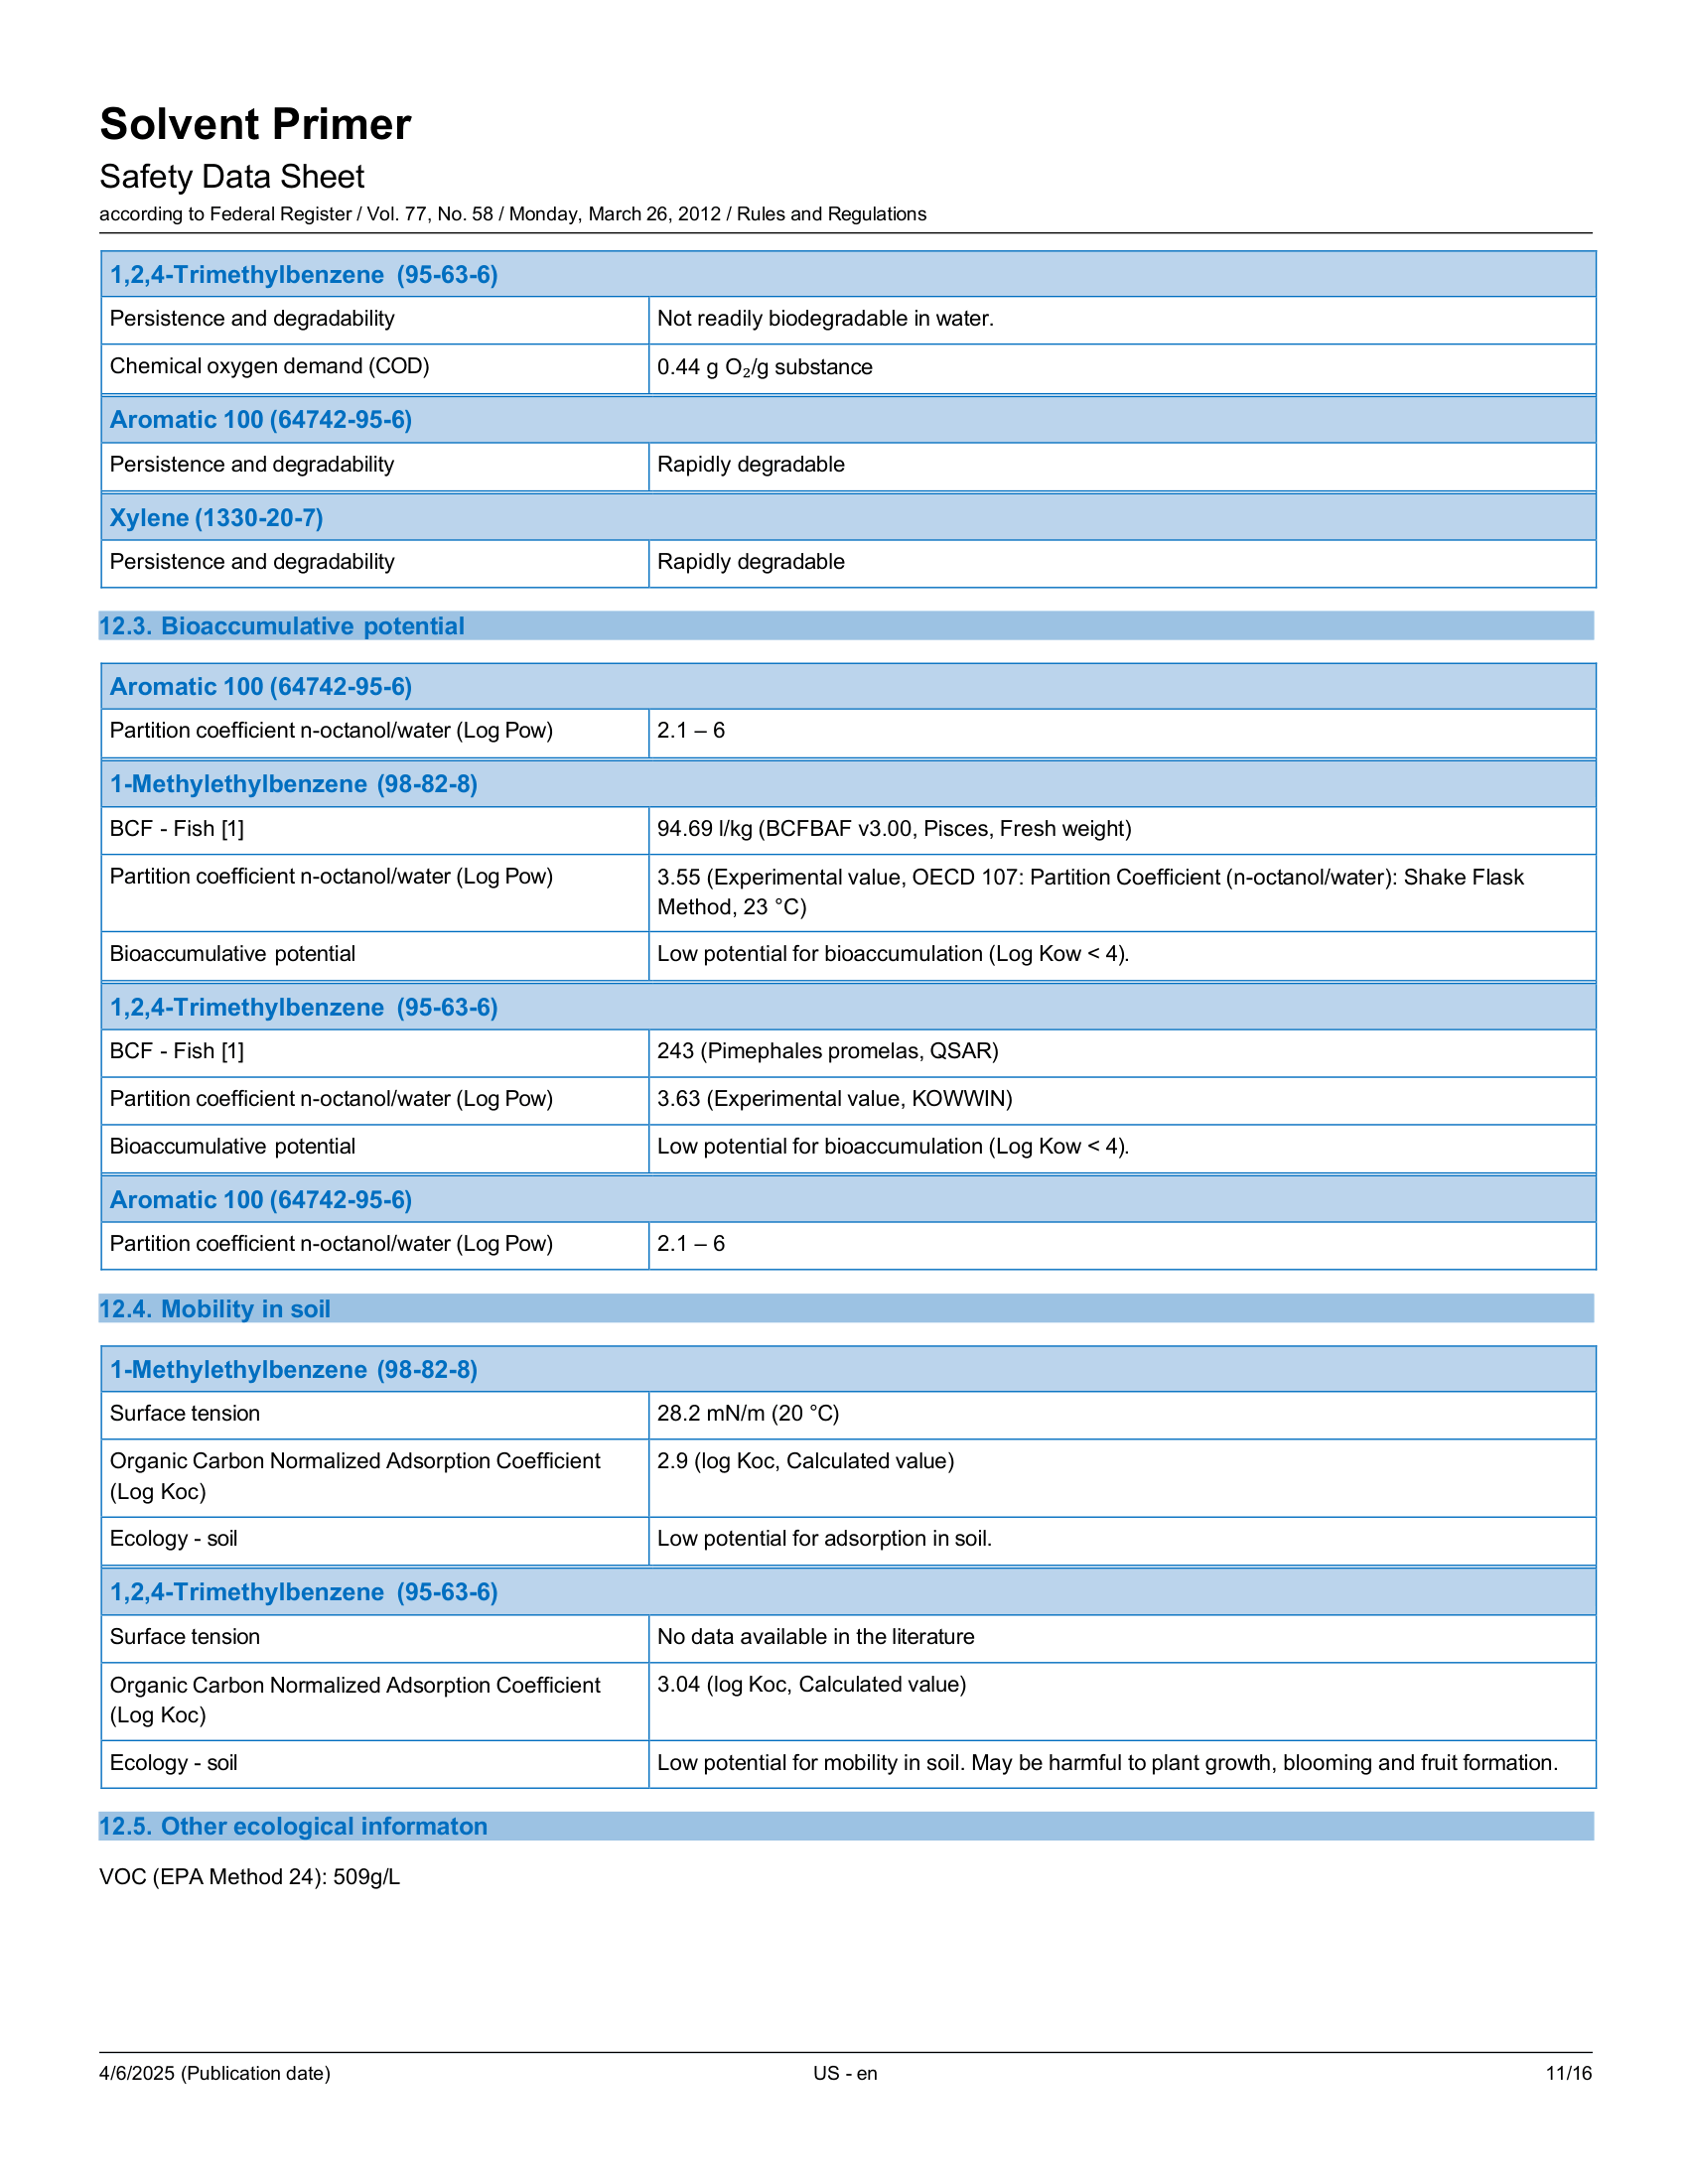 Solvent Primer
Safety Data Sheet
according to Federal Register / Vol. 77, No. 58 / Monday, March 26, 2012 / Rules and Regulations
1,2,4-Trimethylbenzene (95-63-6)
Persistence and degradability Not readily biodegradable in water.
Chemical oxygen demand (COD) 0.44 g O₂/g substance
Aromatic 100 (64742-95-6)
Persistence and degradability Rapidly degradable
Xylene (1330-20-7)
Persistence and degradability Rapidly degradable
12.3. Bioaccumulative potential
Aromatic 100 (64742-95-6)
Partition coefficient n-octanol/water (Log Pow) 2.1 – 6
1-Methylethylbenzene (98-82-8)
BCF - Fish [1] 94.69 l/kg (BCFBAF v3.00, Pisces, Fresh weight)
Partition coefficient n-octanol/water (Log Pow) 3.55 (Experimental value, OECD 107: Partition Coefficient (n-octanol/water): Shake Flask
Method, 23 °C)
Bioaccumulative potential Low potential for bioaccumulation (Log Kow < 4).
1,2,4-Trimethylbenzene (95-63-6)
BCF - Fish [1] 243 (Pimephales promelas, QSAR)
Partition coefficient n-octanol/water (Log Pow) 3.63 (Experimental value, KOWWIN)
Bioaccumulative potential Low potential for bioaccumulation (Log Kow < 4).
Aromatic 100 (64742-95-6)
Partition coefficient n-octanol/water (Log Pow) 2.1 – 6
12.4. Mobility in soil
1-Methylethylbenzene (98-82-8)
Surface tension 28.2 mN/m (20 °C)
Organic Carbon Normalized Adsorption Coefficient 2.9 (log Koc, Calculated value)
(Log Koc)
Ecology - soil Low potential for adsorption in soil.
1,2,4-Trimethylbenzene (95-63-6)
Surface tension No data available in the literature
Organic Carbon Normalized Adsorption Coefficient 3.04 (log Koc, Calculated value)
(Log Koc)
Ecology - soil Low potential for mobility in soil. May be harmful to plant growth, blooming and fruit formation.
12.5. Other ecological informaton
VOC (EPA Method 24): 509g/L
4/6/2025 (Publication date) US - en 11/16